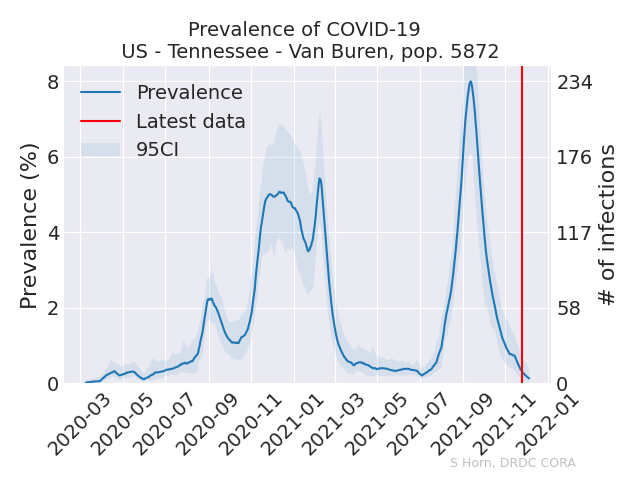 Prevalence of COVID-19
US - Tennessee - Van Buren, pop. 5872
Prevalence
Latest data
95CI
Prevalence (%)
8
6
4
2
0
234
176
117
58
0
# of infections
2020-03
2020-05
2020-07
2020-09
2020-11
2021-01
2021-03
2021-05
2021-07
2021-09
2021-11
2022-01
S Horn, DRDC CORA